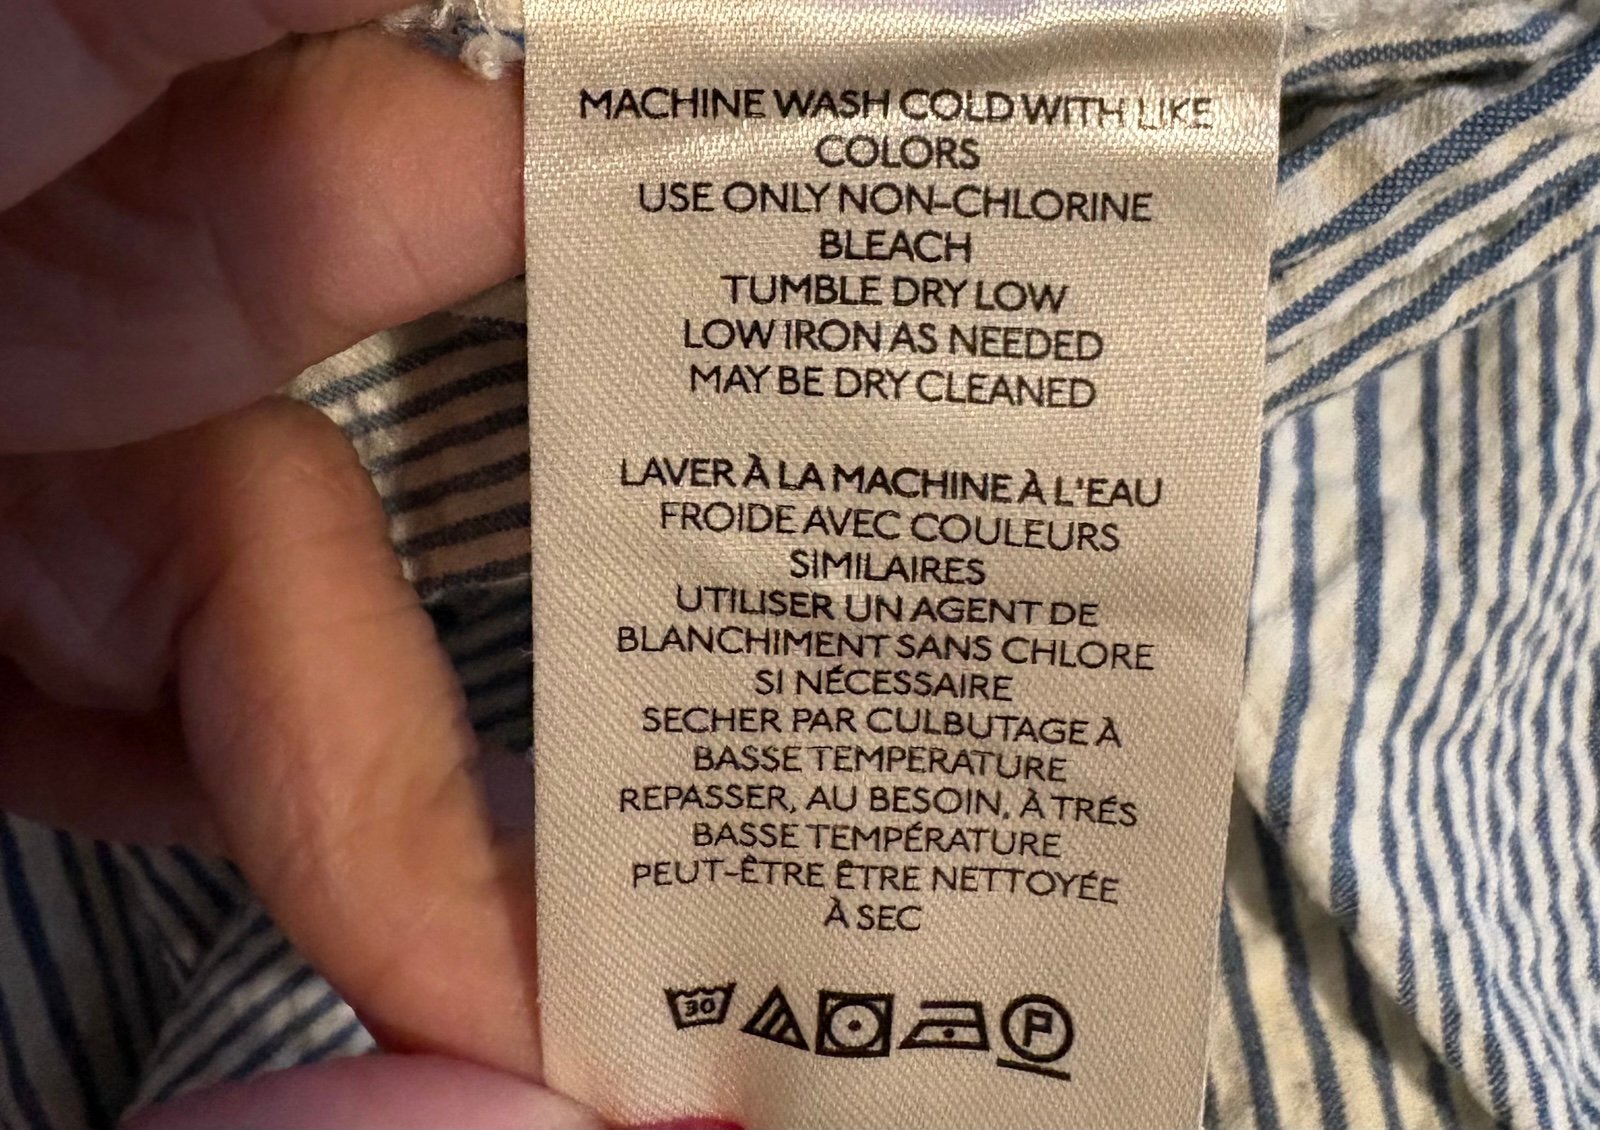 MACHINE WASH COLD WITH LIKE
COLORS
USE ONLY NON-CHLORINE
BLEACH
TUMBLE DRY LOW
LOW IRON AS NEEDED
MAY BE DRY CLEANED
LAVER À LA MACHINE À L'EAU
FROIDE AVEC COULEURS
SIMILAIRES
UTILISER UN AGENT DE
BLANCHIMENT SANS CHLORE
SI NÉCESSAIRE
SECHER PAR CULBUTAGE À
BASSE TEMPERATURE
REPASSER, AU BESOIN, À TRÉS
BASSE TEMPÉRATURE
PEUT-ÊTRE ÊTRE NETTOYÉE
À SEC
30 P